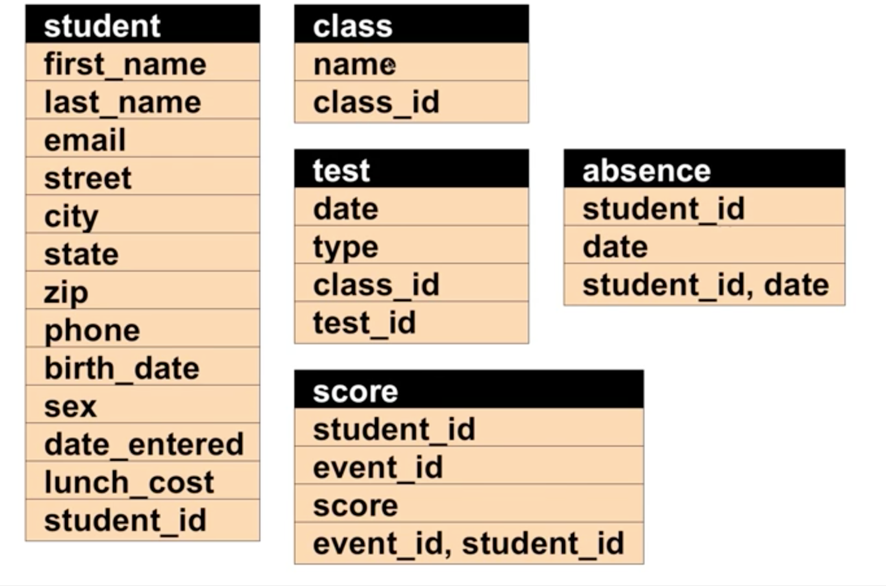 student
first_name
last_name
email
street
city
state
zip
phone
birth_date
sex
date_entered
lunch_cost
student_id
class
name
class_id
test
date
type
class_id
test_id
score
student_id
event_id
score
event_id, student_id
absence
student_id
date
student_id, date